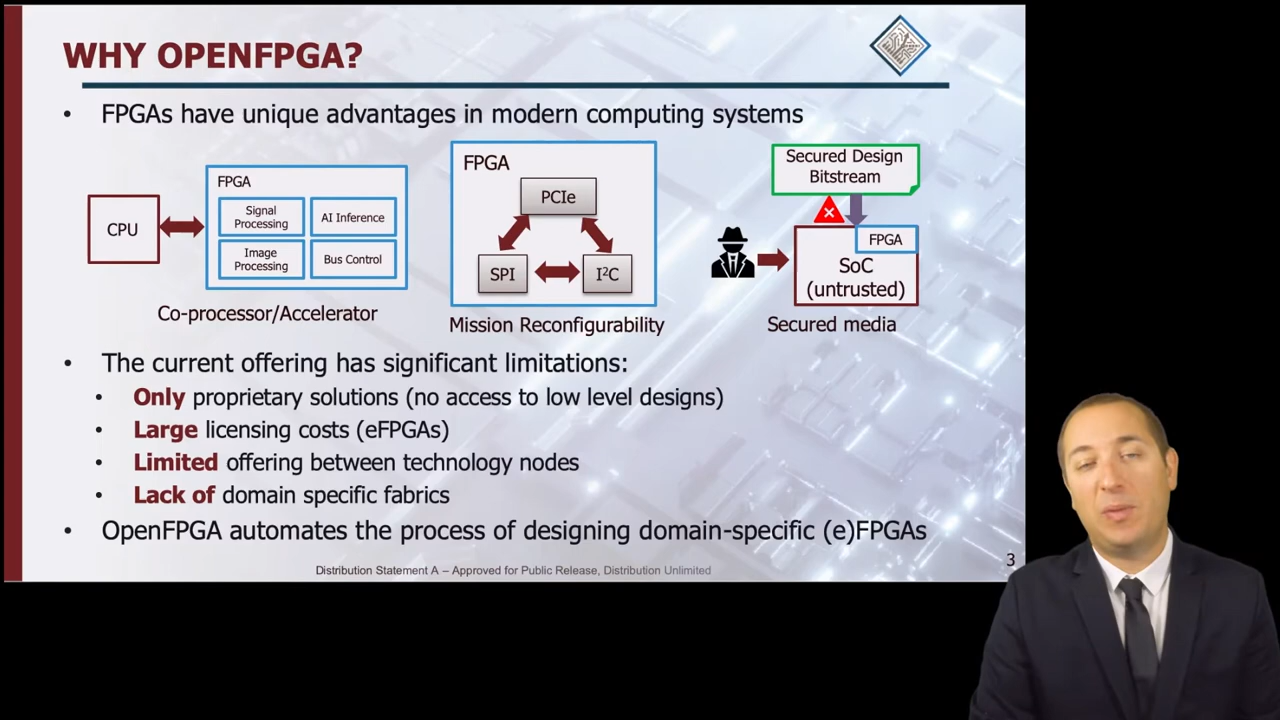 WHY OPENFPGA?
• FPGAs have unique advantages in modern computing systems
CPU
FPGA
Signal
Processing
AI Inference
Image
Processing
Bus Control
Co-processor/Accelerator
FPGA
PCIe
SPI
I²C
Mission Reconfigurability
Secured Design
Bitstream
FPGA
SoC
(untrusted)
Secured media
• The current offering has significant limitations:
• Only proprietary solutions (no access to low level designs)
• Large licensing costs (eFPGAs)
• Limited offering between technology nodes
• Lack of domain specific fabrics
• OpenFPGA automates the process of designing domain-specific (e)FPGAs
3
Distribution Statement A – Approved for Public Release, Distribution Unlimited